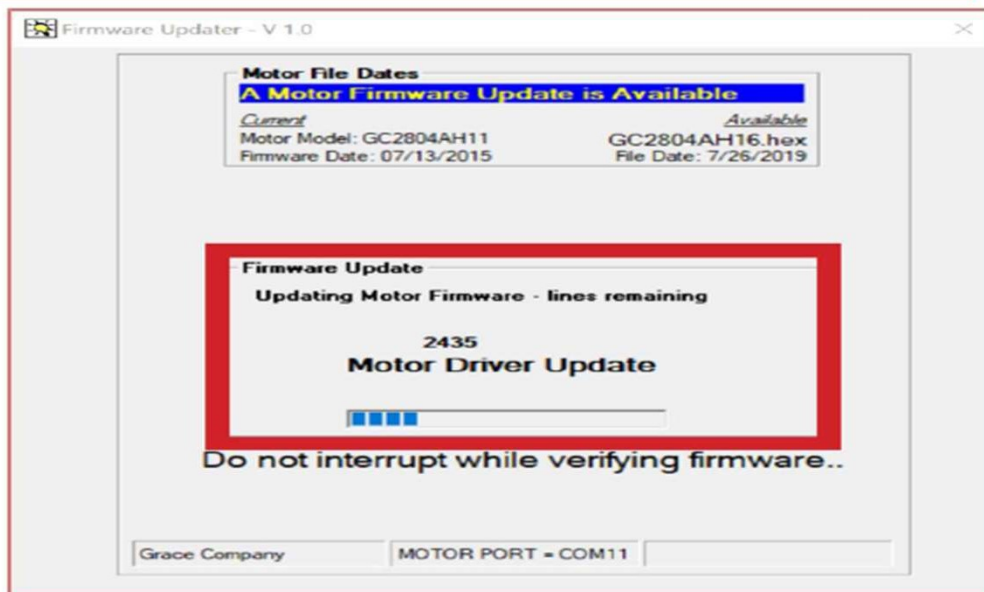 Firmware Updater - V 1.0
Motor File Dates
A Motor Firmware Update is Available
Current Available
Motor Model: GC2804AH11 GC2804AH16.hex
Firmware Date: 07/13/2015 File Date: 7/26/2019
Firmware Update
Updating Motor Firmware - lines remaining
2435
Motor Driver Update
Do not interrupt while verifying firmware..
Grace Company MOTOR PORT = COM11